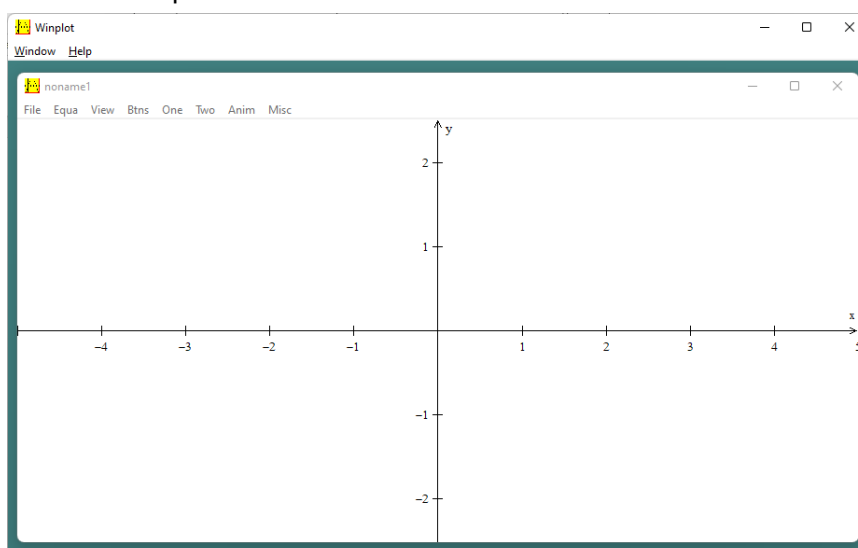 Winplot
Window Help
noname1
File Equa View Btns One Two Anim Misc
y
2
1
x
-4 -3 -2 -1 1 2 3 4
-1
-2